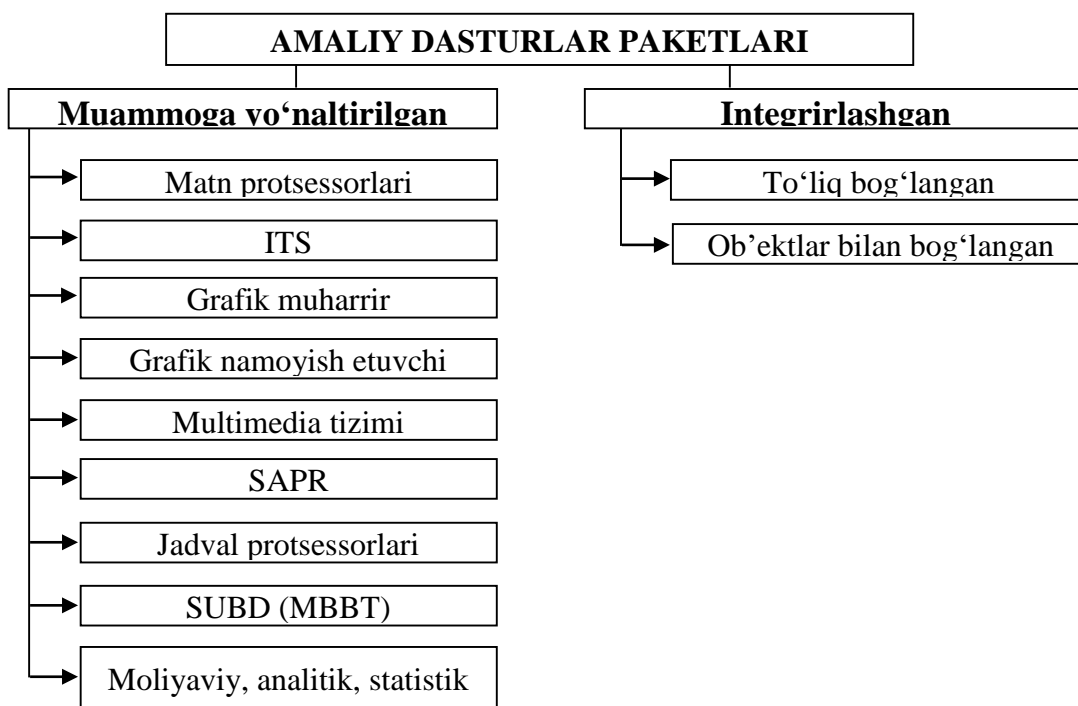 AMALIY DASTURLAR PAKETLARI
Muammoga yo‘naltirilgan
Matn protsessorlari
ITS
Grafik muharrir
Grafik namoyish etuvchi
Multimedia tizimi
SAPR
Jadval protsessorlari
SUBD (MBBT)
Moliyaviy, analitik, statistik
Integrirlashgan
To‘liq bog‘langan
Ob’ektlar bilan bog‘langan